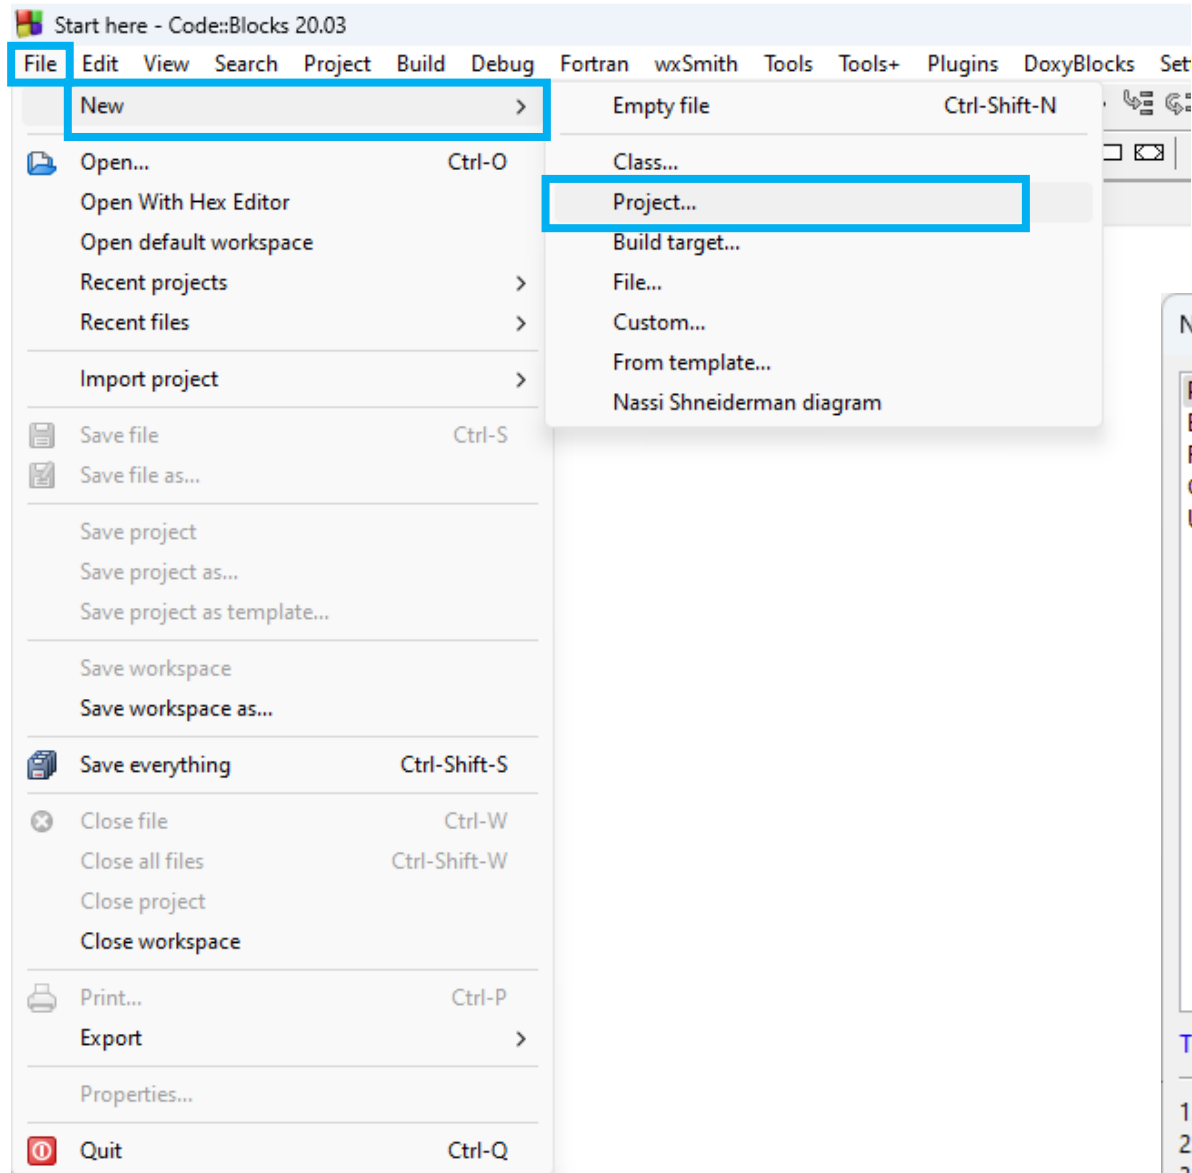 Start here - Code::Blocks 20.03
File Edit View Search Project Build Debug Fortran wxSmith Tools Tools+ Plugins DoxyBlocks
New
Open... Ctrl-O
Open With Hex Editor
Open default workspace
Recent projects
Recent files
Import project
Save file Ctrl-S
Save file as...
Save project
Save project as...
Save project as template...
Save workspace
Save workspace as...
Save everything Ctrl-Shift-S
Close file Ctrl-W
Close all files Ctrl-Shift-W
Close project
Close workspace
Print... Ctrl-P
Export
Properties...
Quit Ctrl-Q
Empty file Ctrl-Shift-N
Class...
Project...
Build target...
File...
Custom...
From template...
Nassi Shneiderman diagram
T
1
2